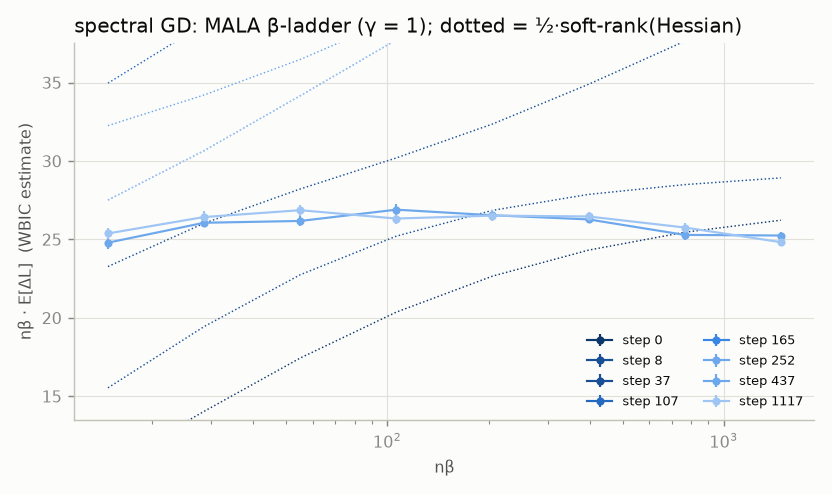 spectral GD: MALA β-ladder (γ = 1); dotted = ½·soft-rank(Hessian)
nβ · E[ΔL]  (WBIC estimate)
35
30
25
20
15
step 0
step 8
step 37
step 107
step 165
step 252
step 437
step 1117
10²
10³
nβ